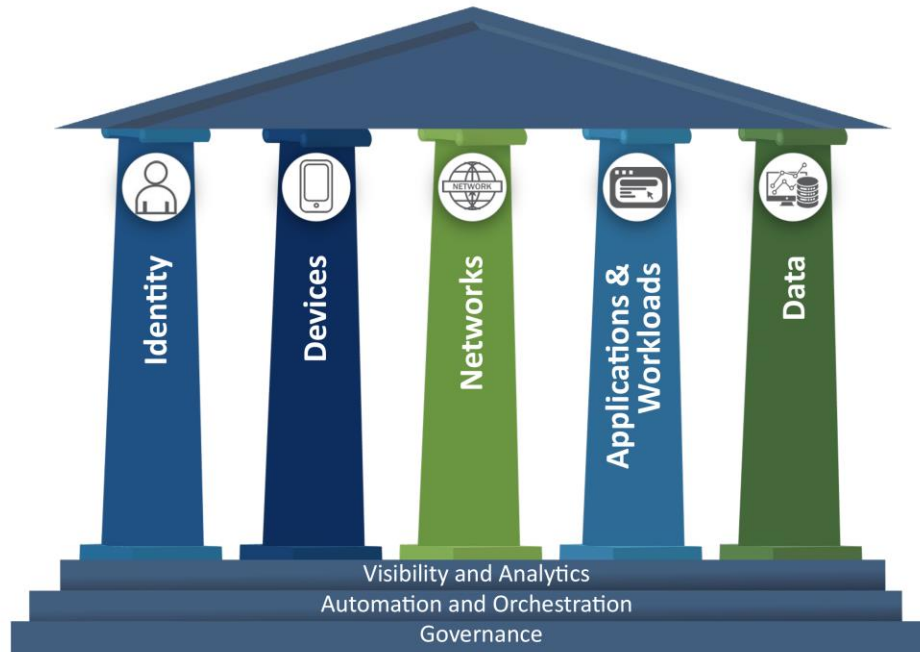 NETWORK
Identity
Devices
Networks
Applications &
Workloads
Data
Visibility and Analytics
Automation and Orchestration
Governance